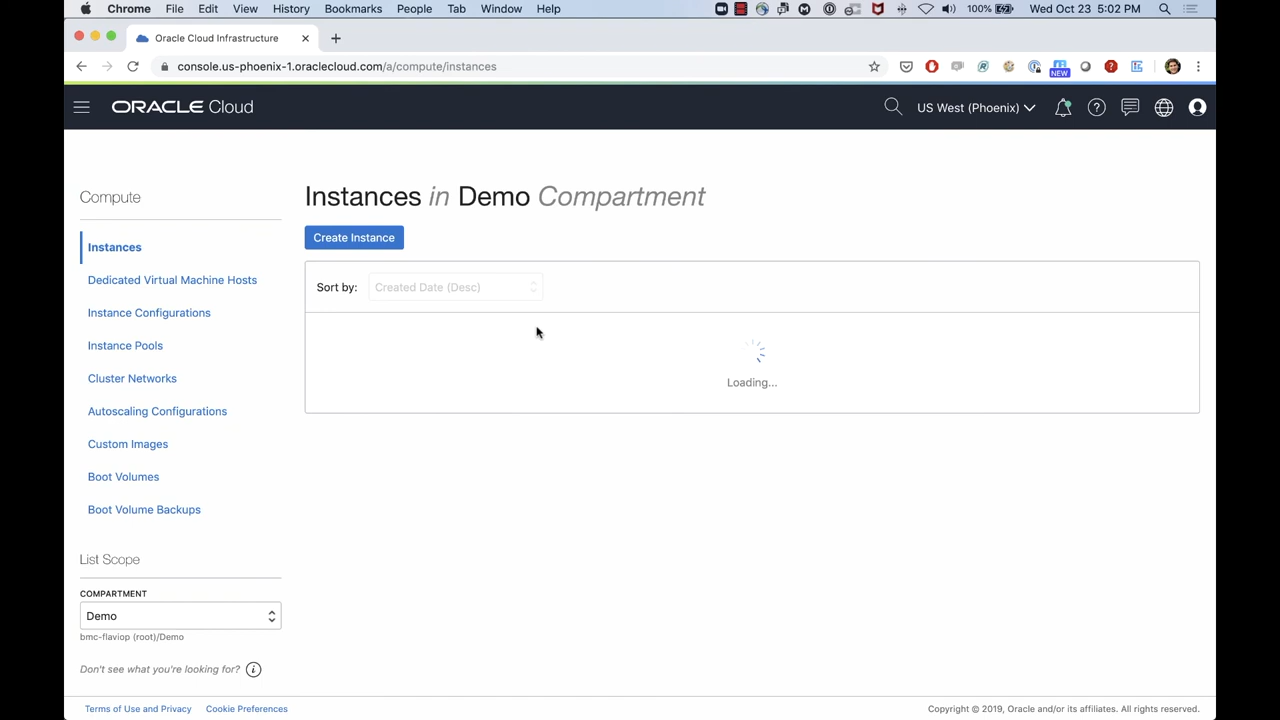 Chrome File Edit View History Bookmarks People Tab Window Help 100% Wed Oct 23 5:02 PM
Oracle Cloud Infrastructure
console.us-phoenix-1.oraclecloud.com/a/compute/instances
NEW
ORACLE Cloud
US West (Phoenix)
Compute
Instances
Dedicated Virtual Machine Hosts
Instance Configurations
Instance Pools
Cluster Networks
Autoscaling Configurations
Custom Images
Boot Volumes
Boot Volume Backups
List Scope
COMPARTMENT
Demo
bmc-flaviop (root)/Demo
Don't see what you're looking for?
Instances in Demo Compartment
Create Instance
Sort by: Created Date (Desc)
Loading...
Terms of Use and Privacy Cookie Preferences
Copyright © 2019, Oracle and/or its affiliates. All rights reserved.